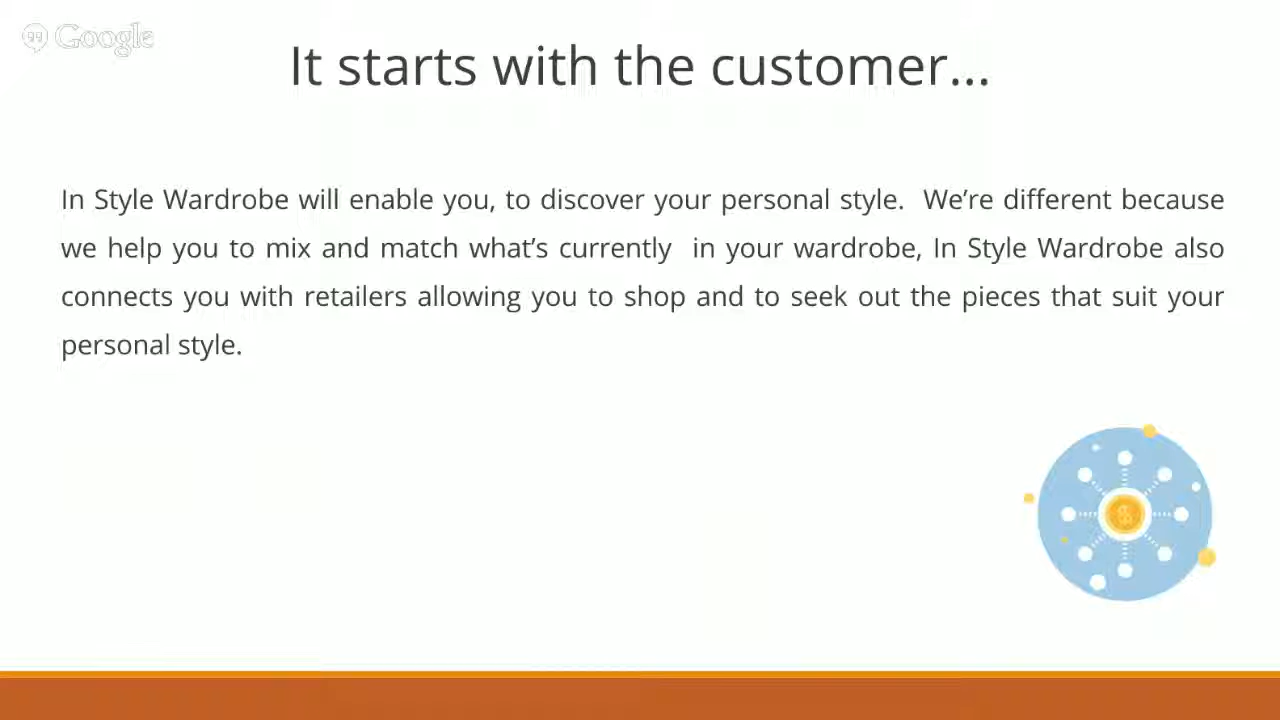 Google
It starts with the customer...
In Style Wardrobe will enable you, to discover your personal style.  We’re different because
we help you to mix and match what’s currently  in your wardrobe, In Style Wardrobe also
connects you with retailers allowing you to shop and to seek out the pieces that suit your
personal style.